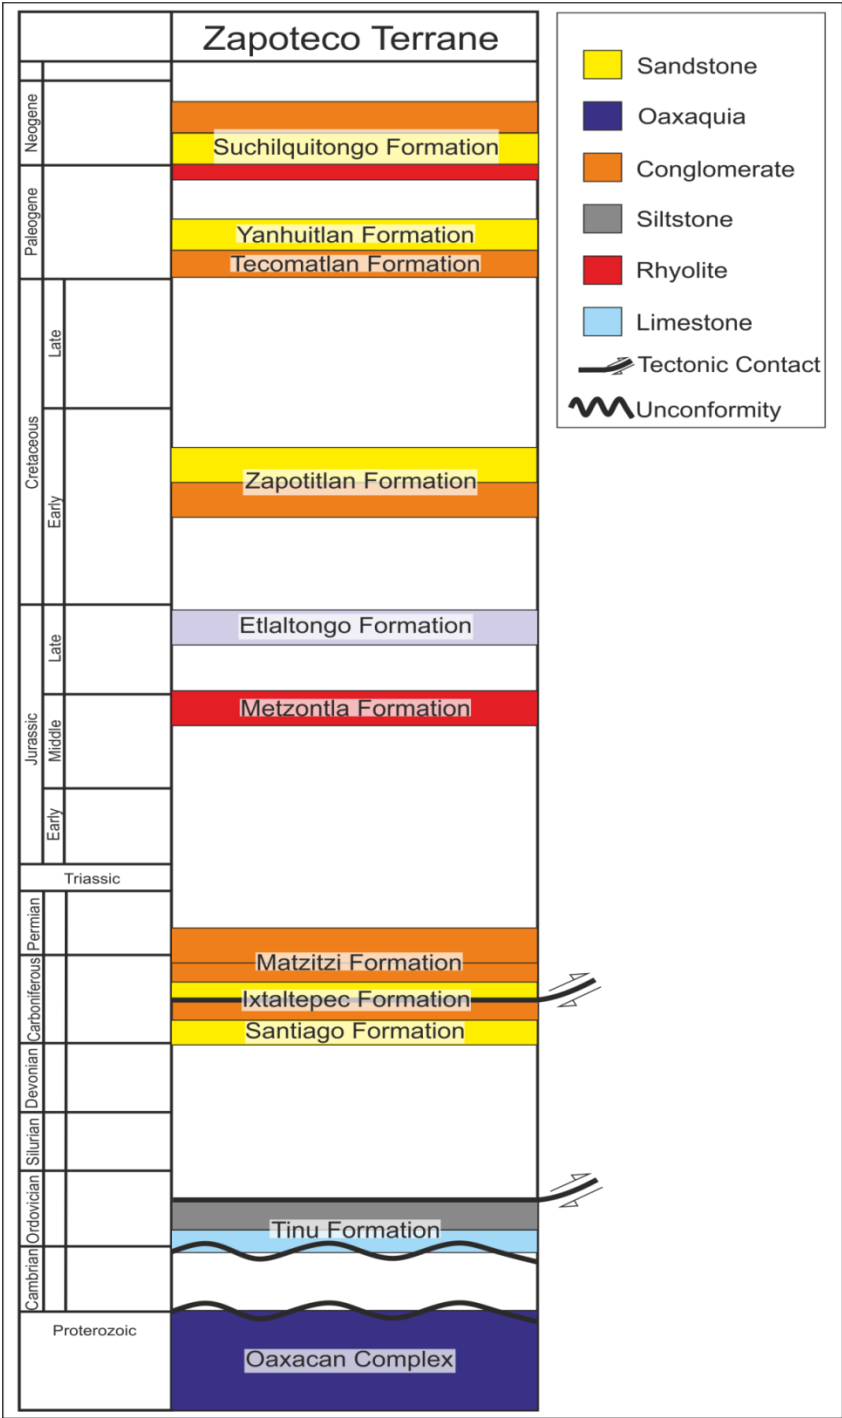 Zapoteco Terrane
Neogene
Suchilquitongo Formation
Paleogene
Yanhuitlan Formation
Tecomatlan Formation
Cretaceous
Late
Early
Zapotitlan Formation
Jurassic
Late
Etlaltongo Formation
Middle
Metzontla Formation
Early
Triassic
Permian
Matzitzi Formation
Carboniferous
Ixtaltepec Formation
Santiago Formation
Devonian
Silurian
Ordovician
Tinu Formation
Cambrian
Proterozoic
Oaxacan Complex
Sandstone
Oaxaquia
Conglomerate
Siltstone
Rhyolite
Limestone
Tectonic Contact
Unconformity